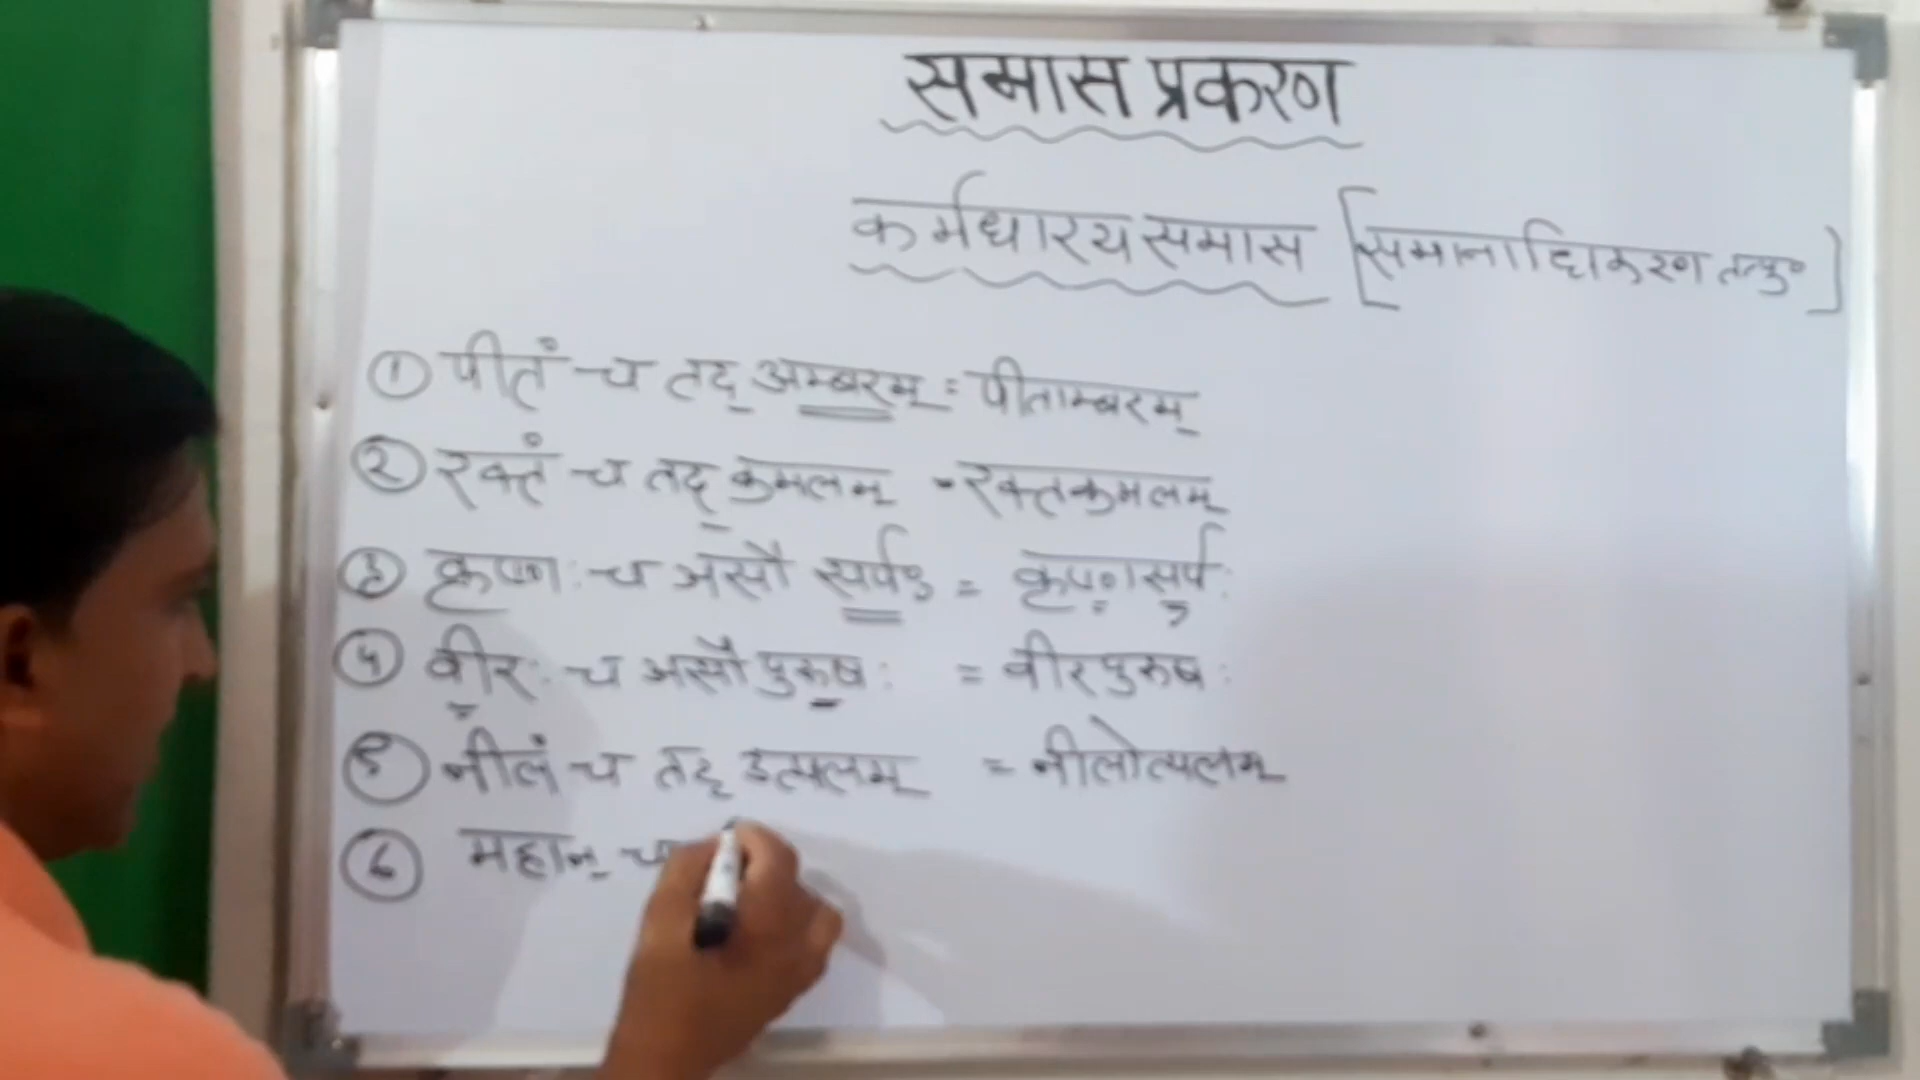 समास प्रकरण
कर्मधारय समास [समानाधिकरण तत्पु०]
① पीतं च तद् अम्बरम् = पीताम्बरम्
② रक्तं च तद् कमलम् = रक्तकमलम्
③ कृष्णः च असौ सर्पः = कृष्णसर्पः
④ वीरः च असौ पुरुषः = वीरपुरुषः
⑤ नीलं च तद् उत्पलम् = नीलोत्पलम्
⑥ महान् च